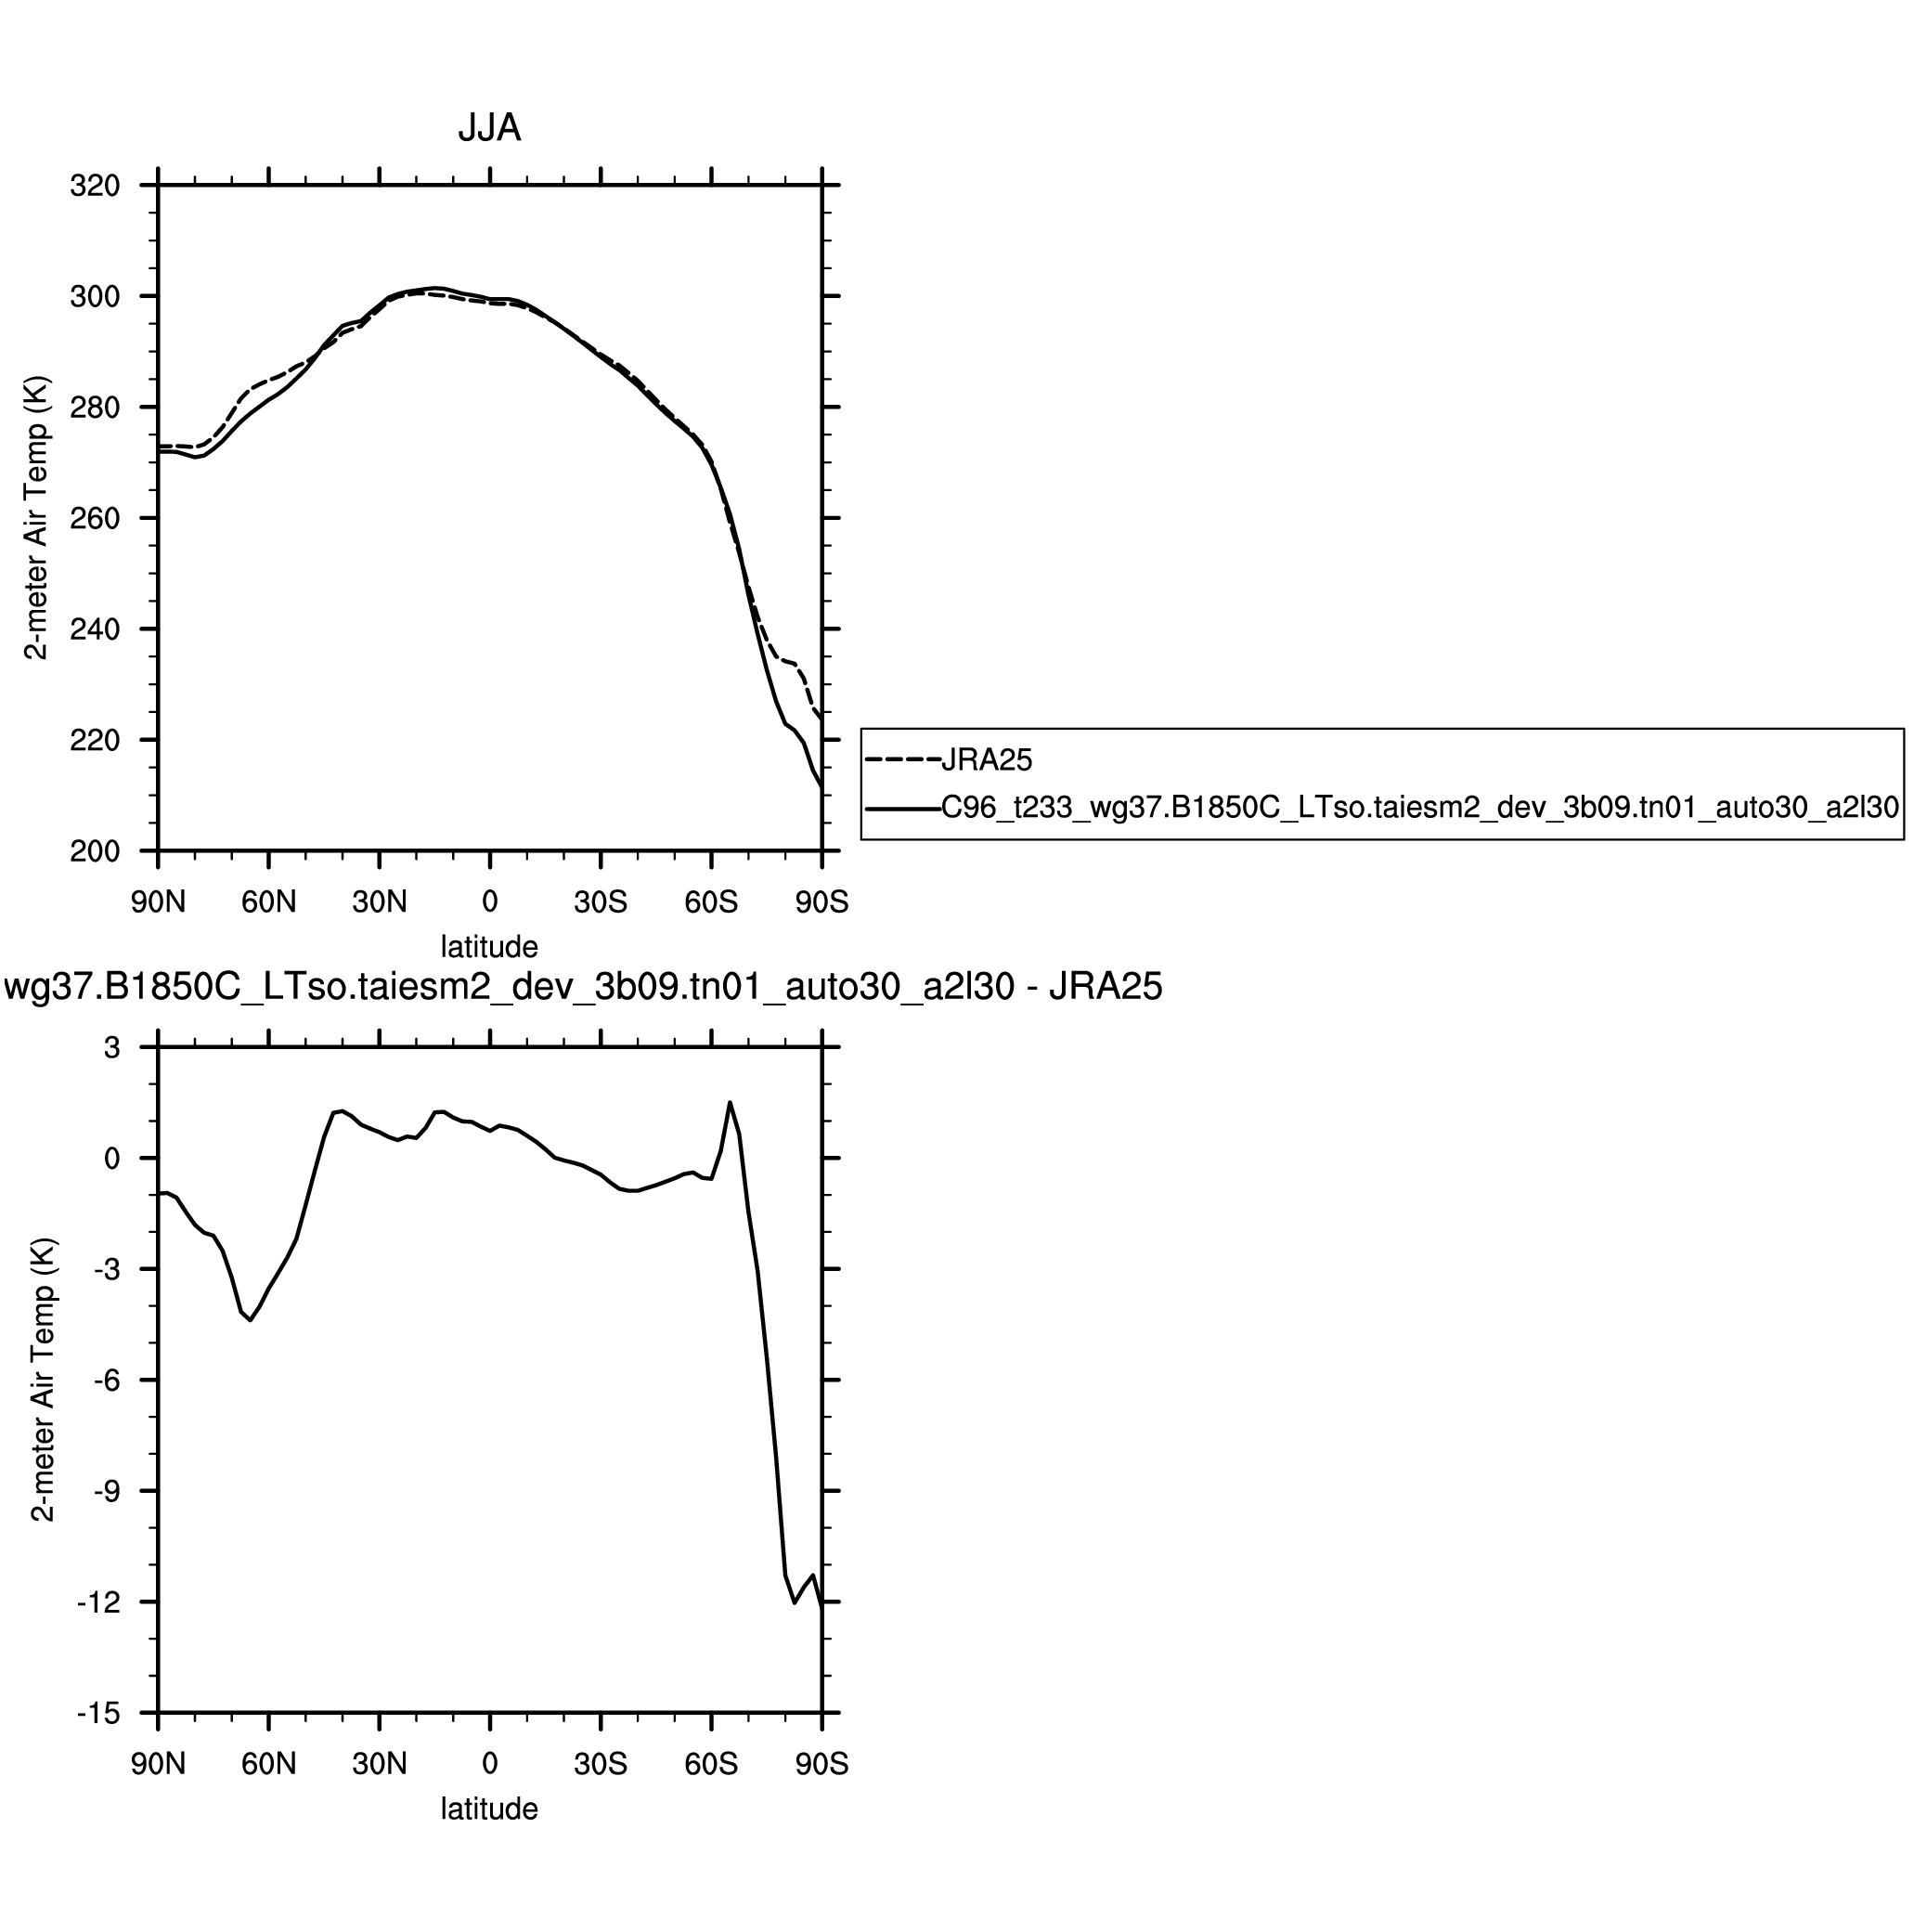 JJA
320
300
280
260
240
220
200
2-meter Air Temp (K)
90N 60N 30N 0 30S 60S 90S
latitude
JRA25
C96_t233_wg37.B1850C_LTso.taiesm2_dev_3b09.tn01_auto30_a2l30
wg37.B1850C_LTso.taiesm2_dev_3b09.tn01_auto30_a2l30 - JRA25
3
0
-3
-6
-9
-12
-15
2-meter Air Temp (K)
90N 60N 30N 0 30S 60S 90S
latitude